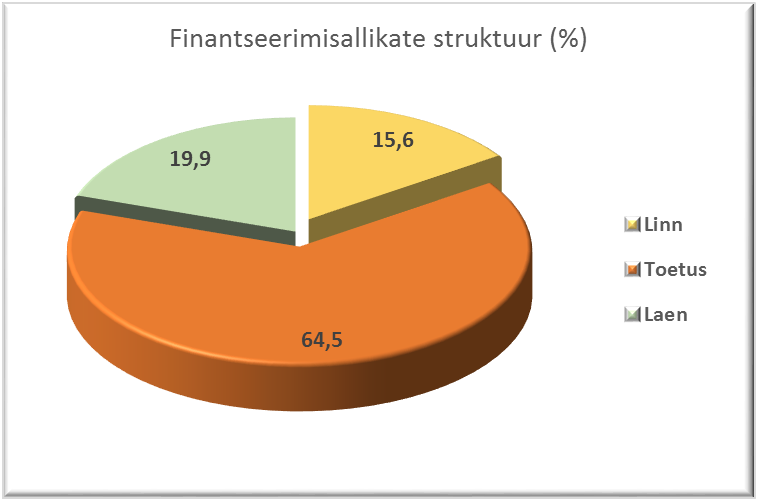 Finantseerimisallikate struktuur (%)
19,9
15,6
64,5
Linn
Toetus
Laen